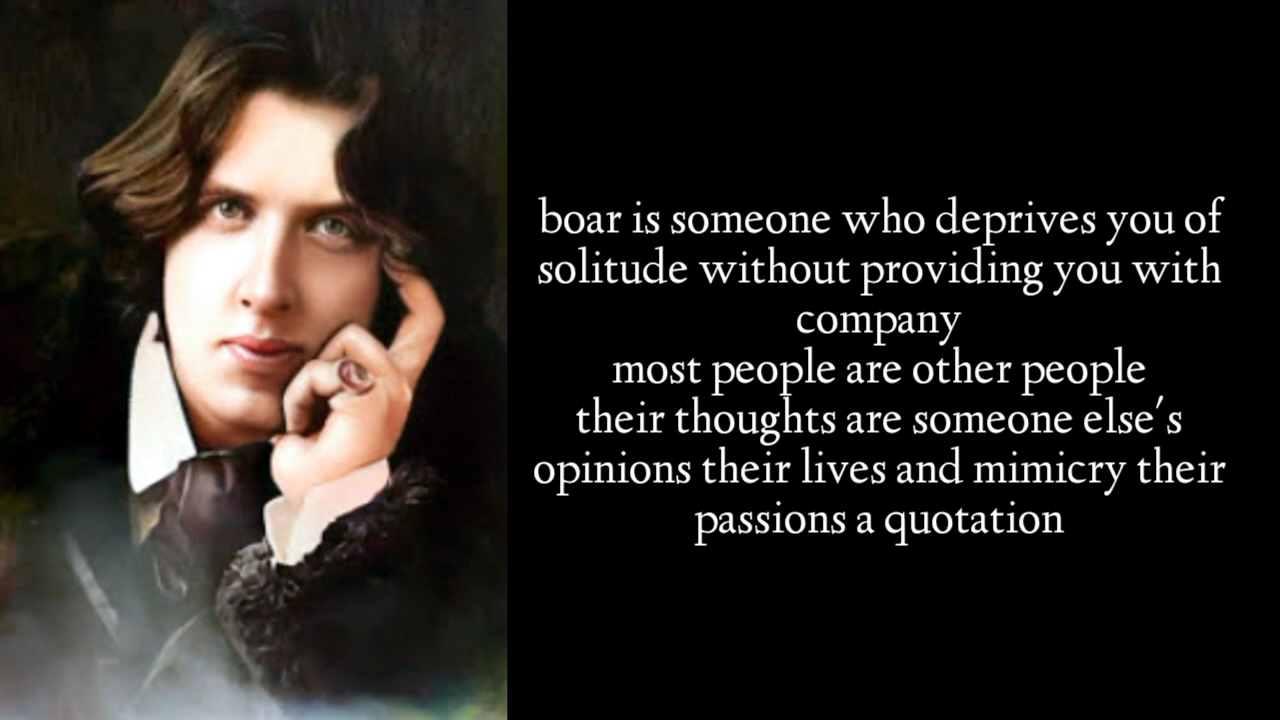 boar is someone who deprives you of
solitude without providing you with
company
most people are other people
their thoughts are someone else's
opinions their lives and mimicry their
passions a quotation